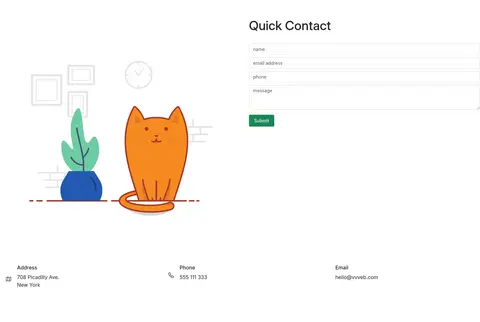 Quick Contact
name
email address
phone
message
Submit
Address
708 Picadilly Ave.
New York
Phone
555 111 333
Email
hello@vvveb.com